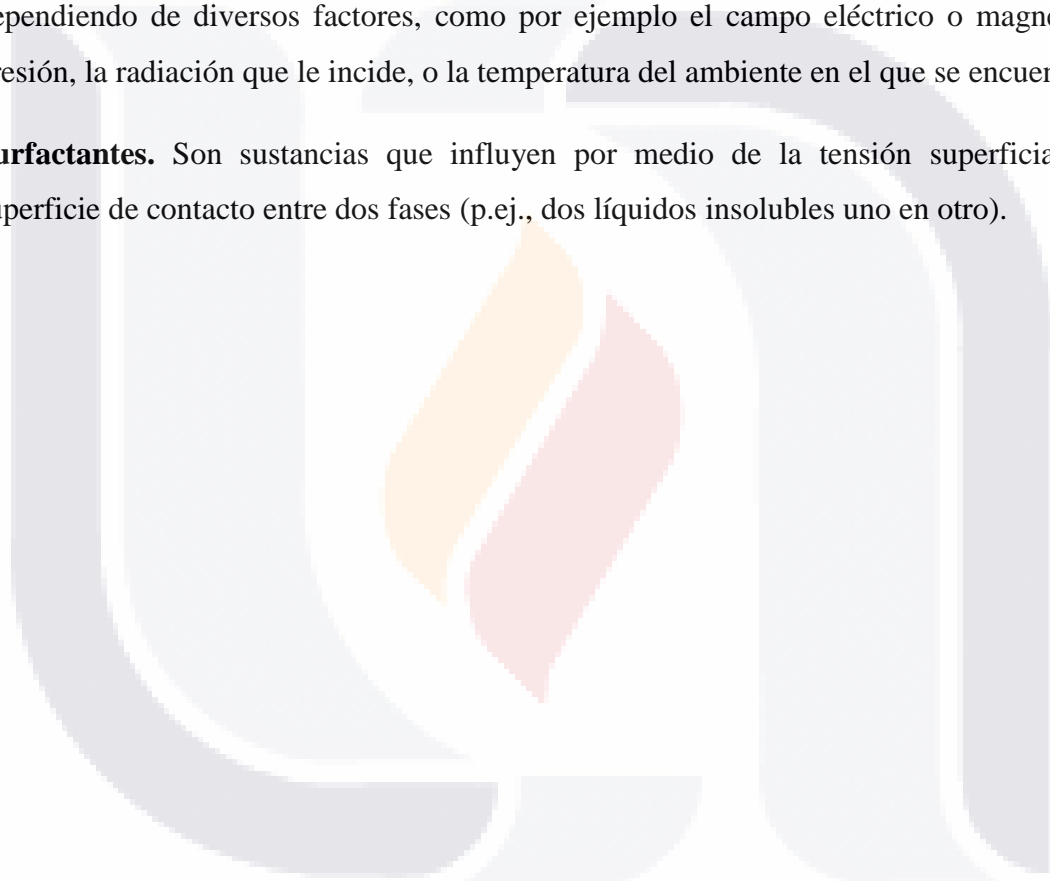 ependiendo de diversos factores, como por ejemplo el campo eléctrico o magn
resión, la radiación que le incide, o la temperatura del ambiente en el que se encuen
urfactantes. Son sustancias que influyen por medio de la tensión superficia
uperficie de contacto entre dos fases (p.ej., dos líquidos insolubles uno en otro).